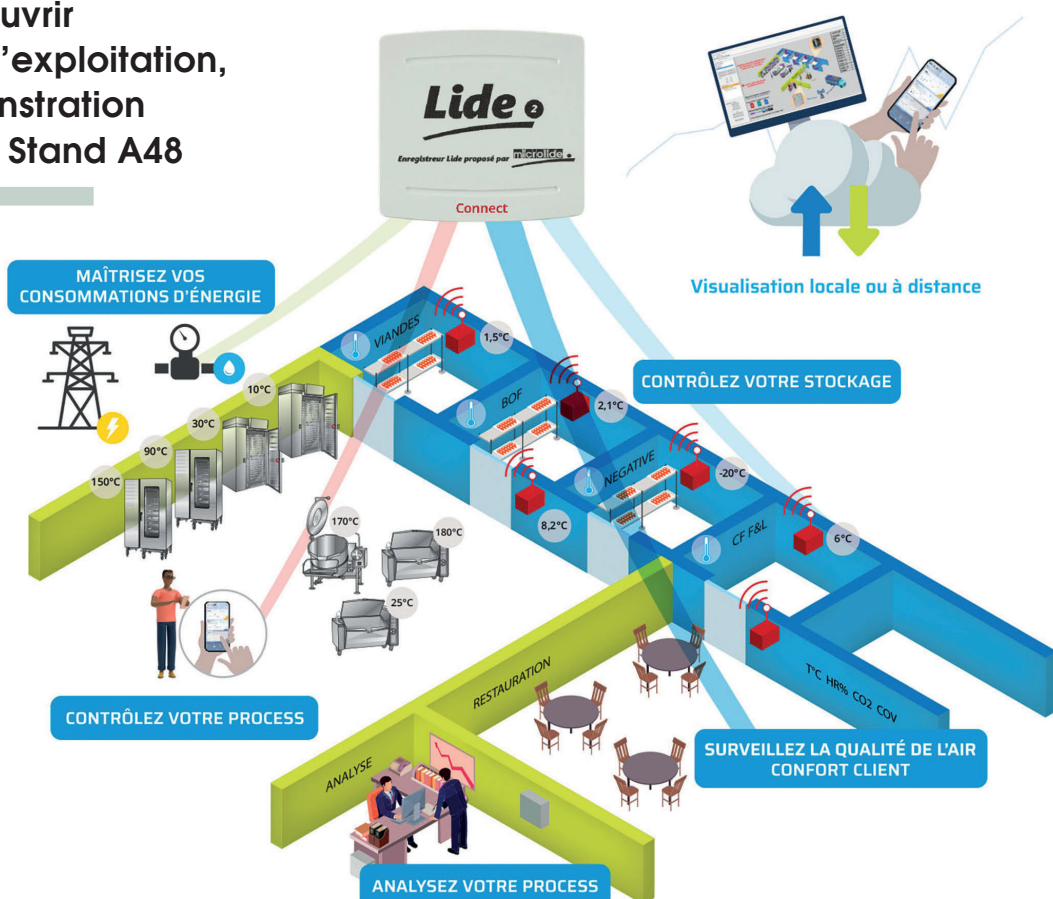 uvrir
'exploitation,
nstration
Stand A48
Lide 2
Enregistreur Lide proposé par microlide
Connect
Visualisation locale ou à distance
MAÎTRISEZ VOS
CONSOMMATIONS D'ÉNERGIE
VIANDES
1,5°C
BOF
2,1°C
CONTRÔLEZ VOTRE STOCKAGE
10°C
30°C
90°C
150°C
NEGATIVE
-20°C
8,2°C
CF F&L
6°C
170°C
180°C
25°C
T°C HR% CO2 COV
CONTRÔLEZ VOTRE PROCESS
RESTAURATION
SURVEILLEZ LA QUALITÉ DE L'AIR
CONFORT CLIENT
ANALYSE
ANALYSEZ VOTRE PROCESS